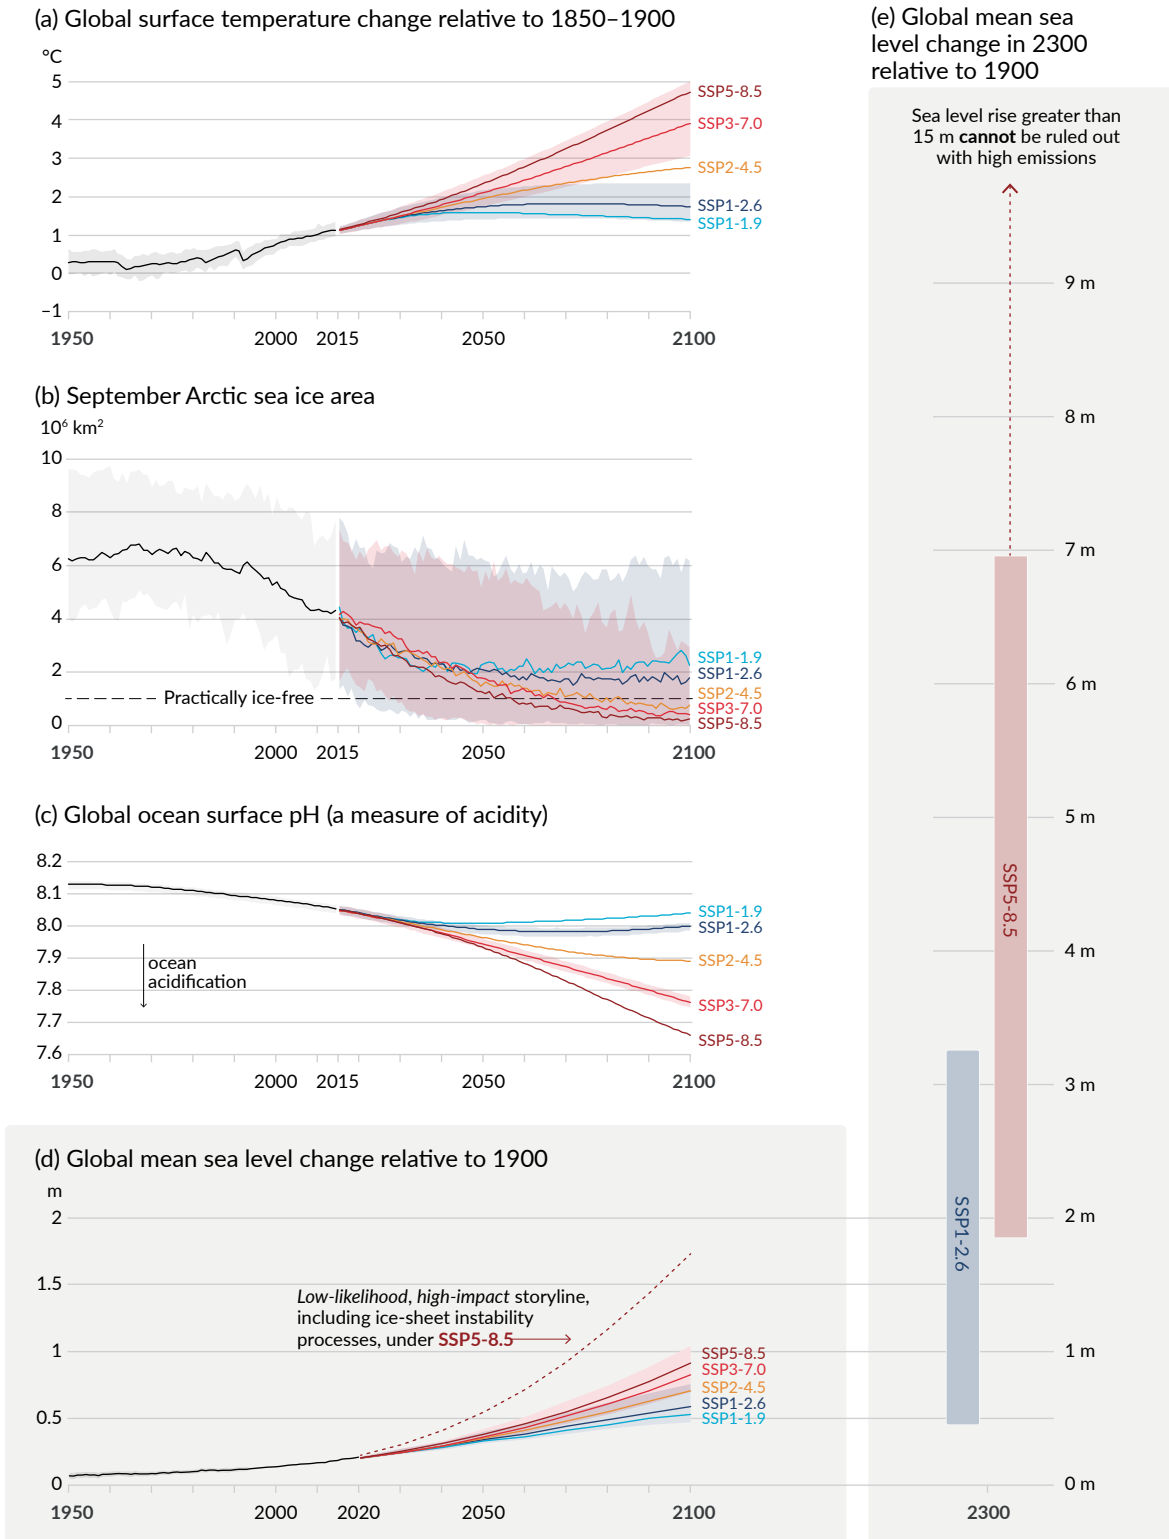 (a) Global surface temperature change relative to 1850–1900
°C
5
4
3
2
1
0
–1
1950
2000
2015
2050
2100
SSP5-8.5
SSP3-7.0
SSP2-4.5
SSP1-2.6
SSP1-1.9
(b) September Arctic sea ice area
10⁶ km²
10
8
6
4
2
0
Practically ice-free
1950
2000
2015
2050
2100
SSP1-1.9
SSP1-2.6
SSP2-4.5
SSP3-7.0
SSP5-8.5
(c) Global ocean surface pH (a measure of acidity)
8.2
8.1
8.0
7.9
7.8
7.7
7.6
ocean
acidification
1950
2000
2015
2050
2100
SSP1-1.9
SSP1-2.6
SSP2-4.5
SSP3-7.0
SSP5-8.5
(d) Global mean sea level change relative to 1900
m
2
1.5
1
0.5
0
Low-likelihood, high-impact storyline,
including ice-sheet instability
processes, under SSP5-8.5
SSP5-8.5
SSP3-7.0
SSP2-4.5
SSP1-2.6
SSP1-1.9
1950
2000
2020
2050
2100
(e) Global mean sea
level change in 2300
relative to 1900
Sea level rise greater than
15 m cannot be ruled out
with high emissions
9 m
8 m
7 m
6 m
5 m
4 m
3 m
2 m
1 m
0 m
SSP5-8.5
SSP1-2.6
2300